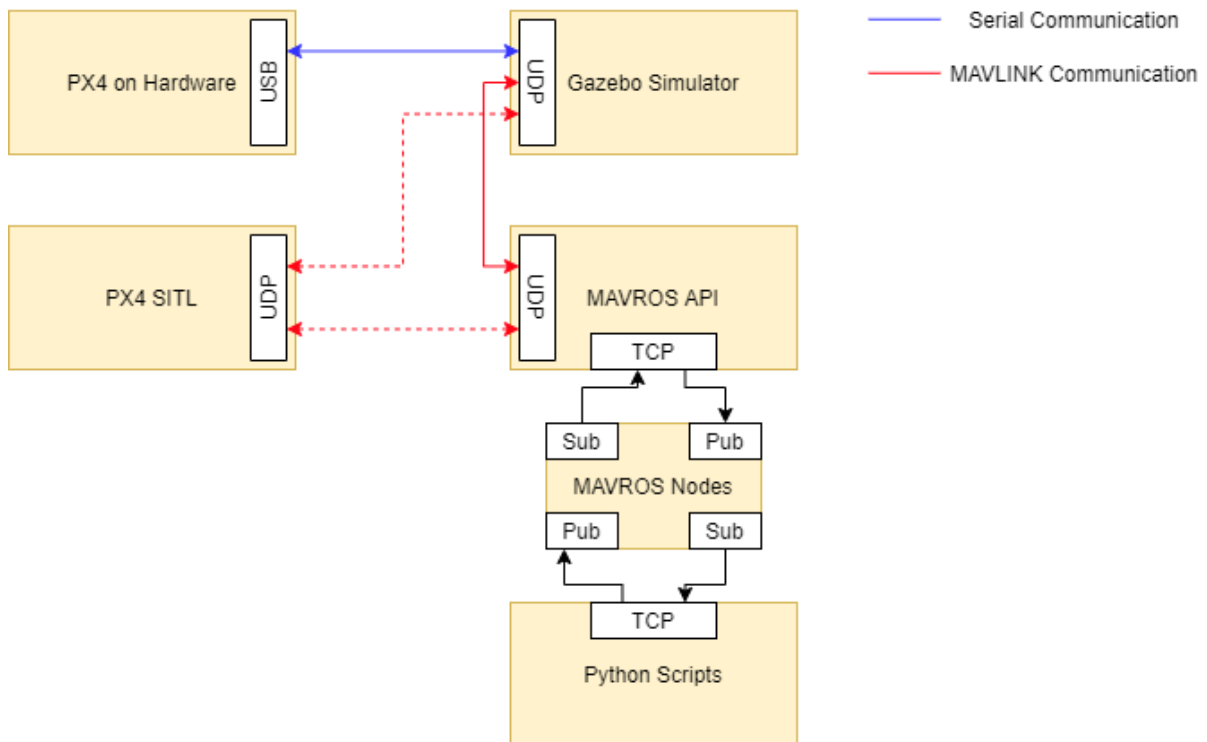 PX4 on Hardware
USB
UDP
Gazebo Simulator
Serial Communication
MAVLINK Communication
PX4 SITL
UDP
UDP
MAVROS API
TCP
Sub
Pub
MAVROS Nodes
Pub
Sub
TCP
Python Scripts